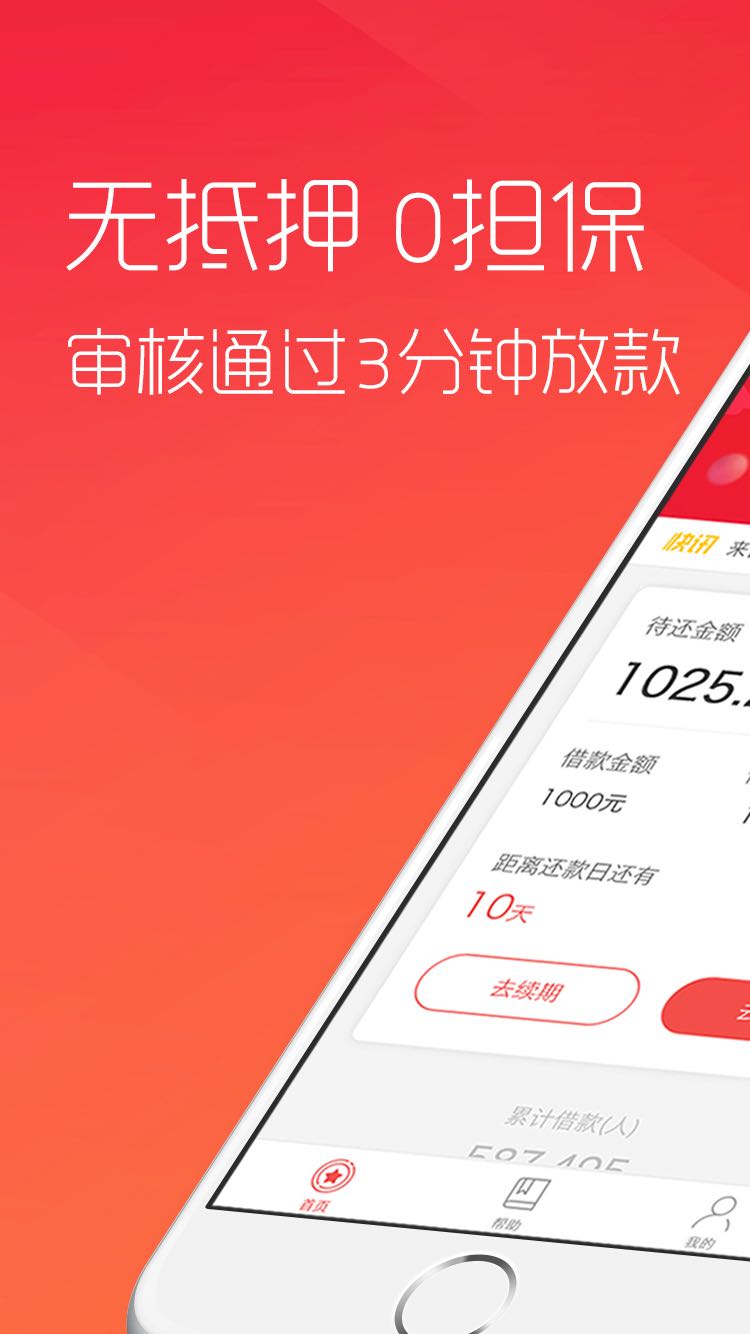 无抵押 0担保
审核通过3分钟放款
快讯
待还金额
1025.
借款金额
1000元
距离还款日还有
10天
去续期
累计借款(人)
587,495
首页
帮助
我的